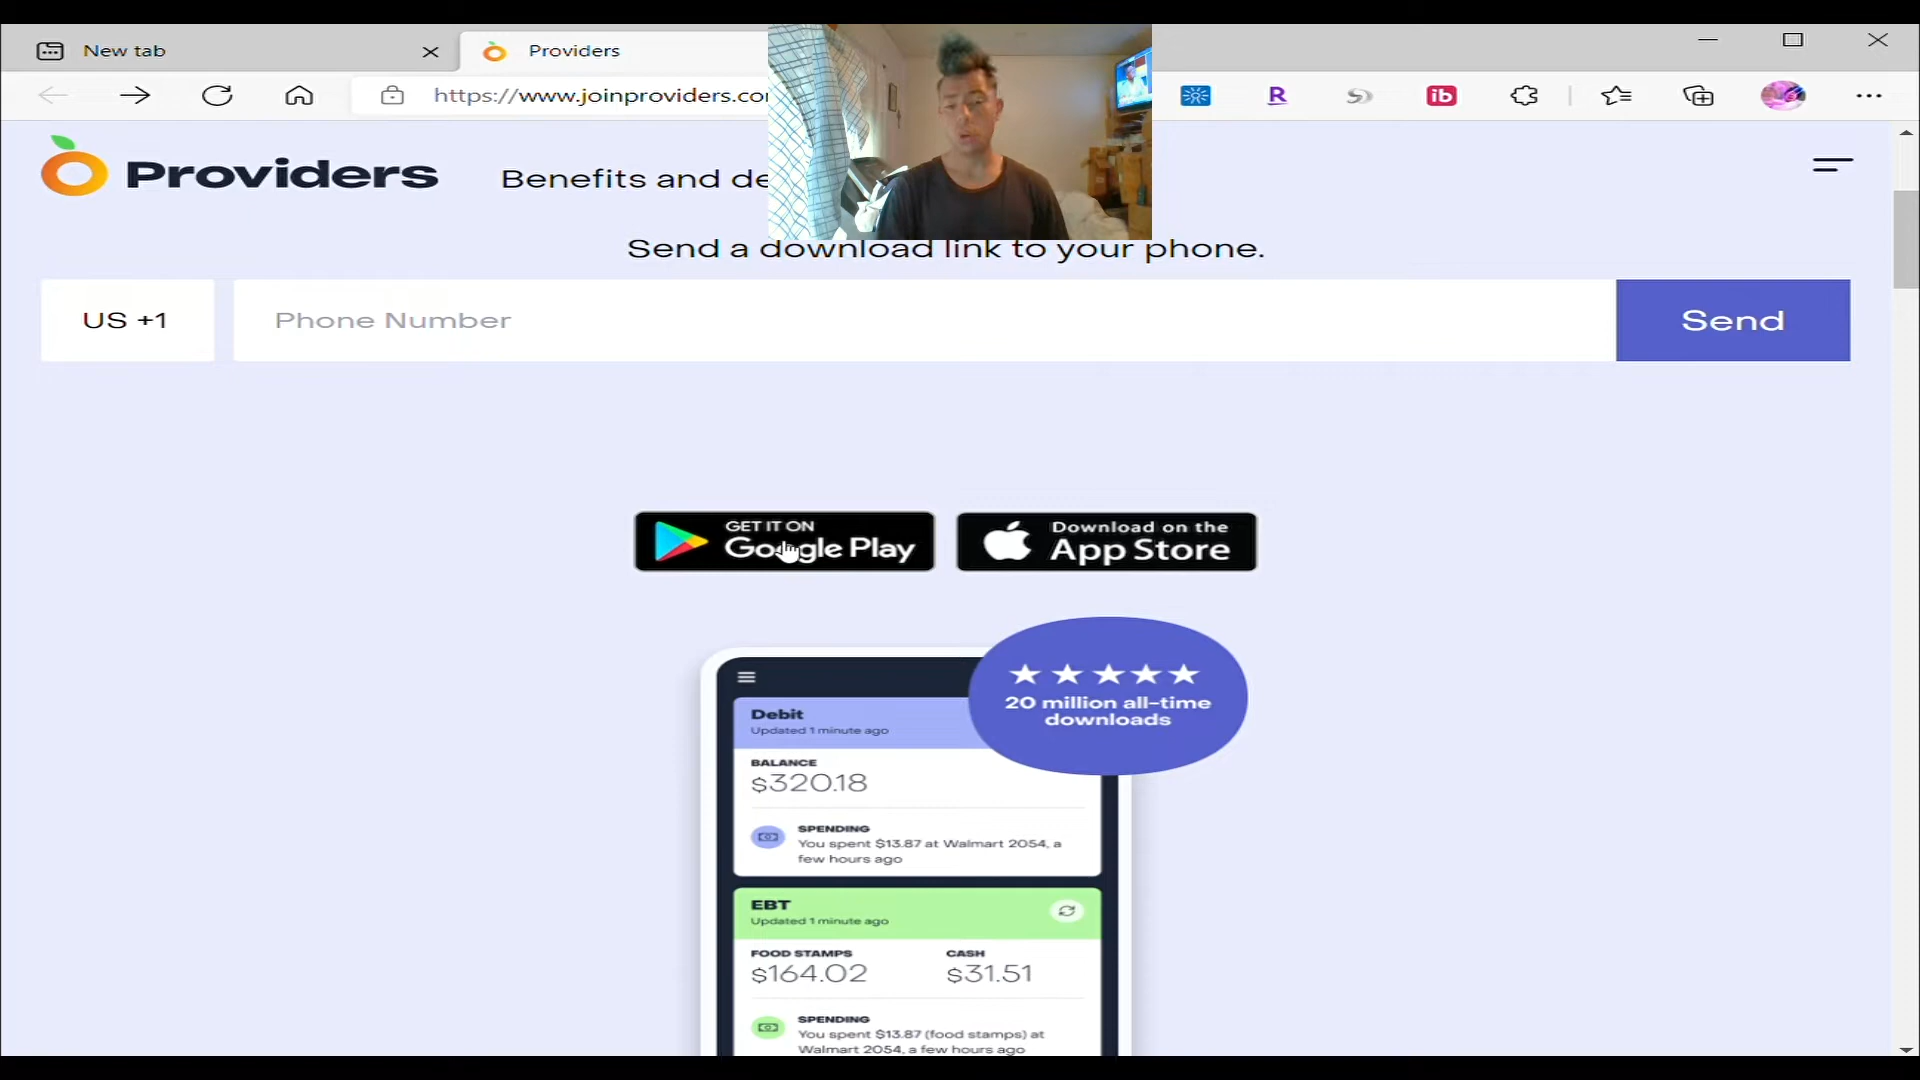 New tab
Providers
https://www.joinproviders.co
R
ib
Providers
Benefits and de
Send a download link to your phone.
US +1
Phone Number
Send
GET IT ON
Google Play
Download on the
App Store
20 million all-time
downloads
Debit
Updated 1 minute ago
BALANCE
$320.18
SPENDING
You spent $13.87 at Walmart 2054, a
few hours ago
EBT
Updated 1 minute ago
FOOD STAMPS
CASH
$164.02
$31.51
SPENDING
You spent $13.87 (food stamps) at
Walmart 2054, a few hours ago